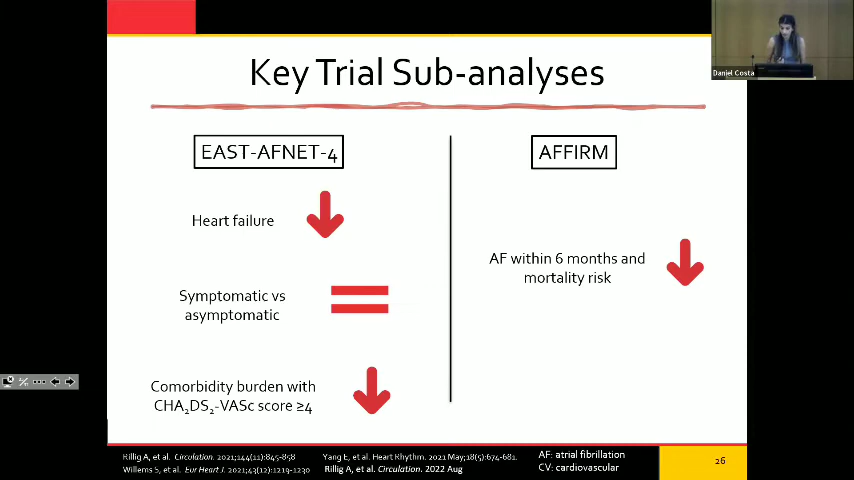 Key Trial Sub-analyses
Daniel Costa
EAST-AFNET-4
Heart failure
Symptomatic vs
asymptomatic
Comorbidity burden with
CHA₂DS₂-VASc score ≥4
AFFIRM
AF within 6 months and
mortality risk
Rillig A, et al. Circulation. 2021;144(11):845-858
Willems S, et al. Eur Heart J. 2021;43(12):1219-1230
Yang E, et al. Heart Rhythm. 2021 May;18(5):674-681.
Rillig A, et al. Circulation. 2022 Aug
AF: atrial fibrillation
CV: cardiovascular
26